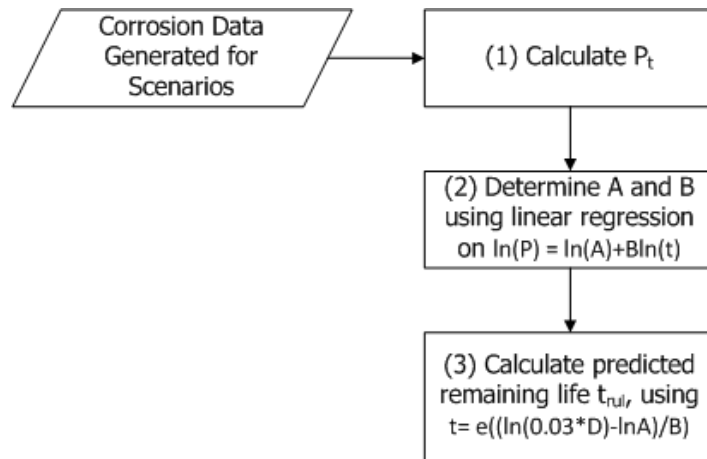 Corrosion Data
Generated for
Scenarios
(1) Calculate Pt
(2) Determine A and B
using linear regression
on ln(P) = ln(A)+Bln(t)
(3) Calculate predicted
remaining life trul, using
t= e((ln(0.03*D)-lnA)/B)